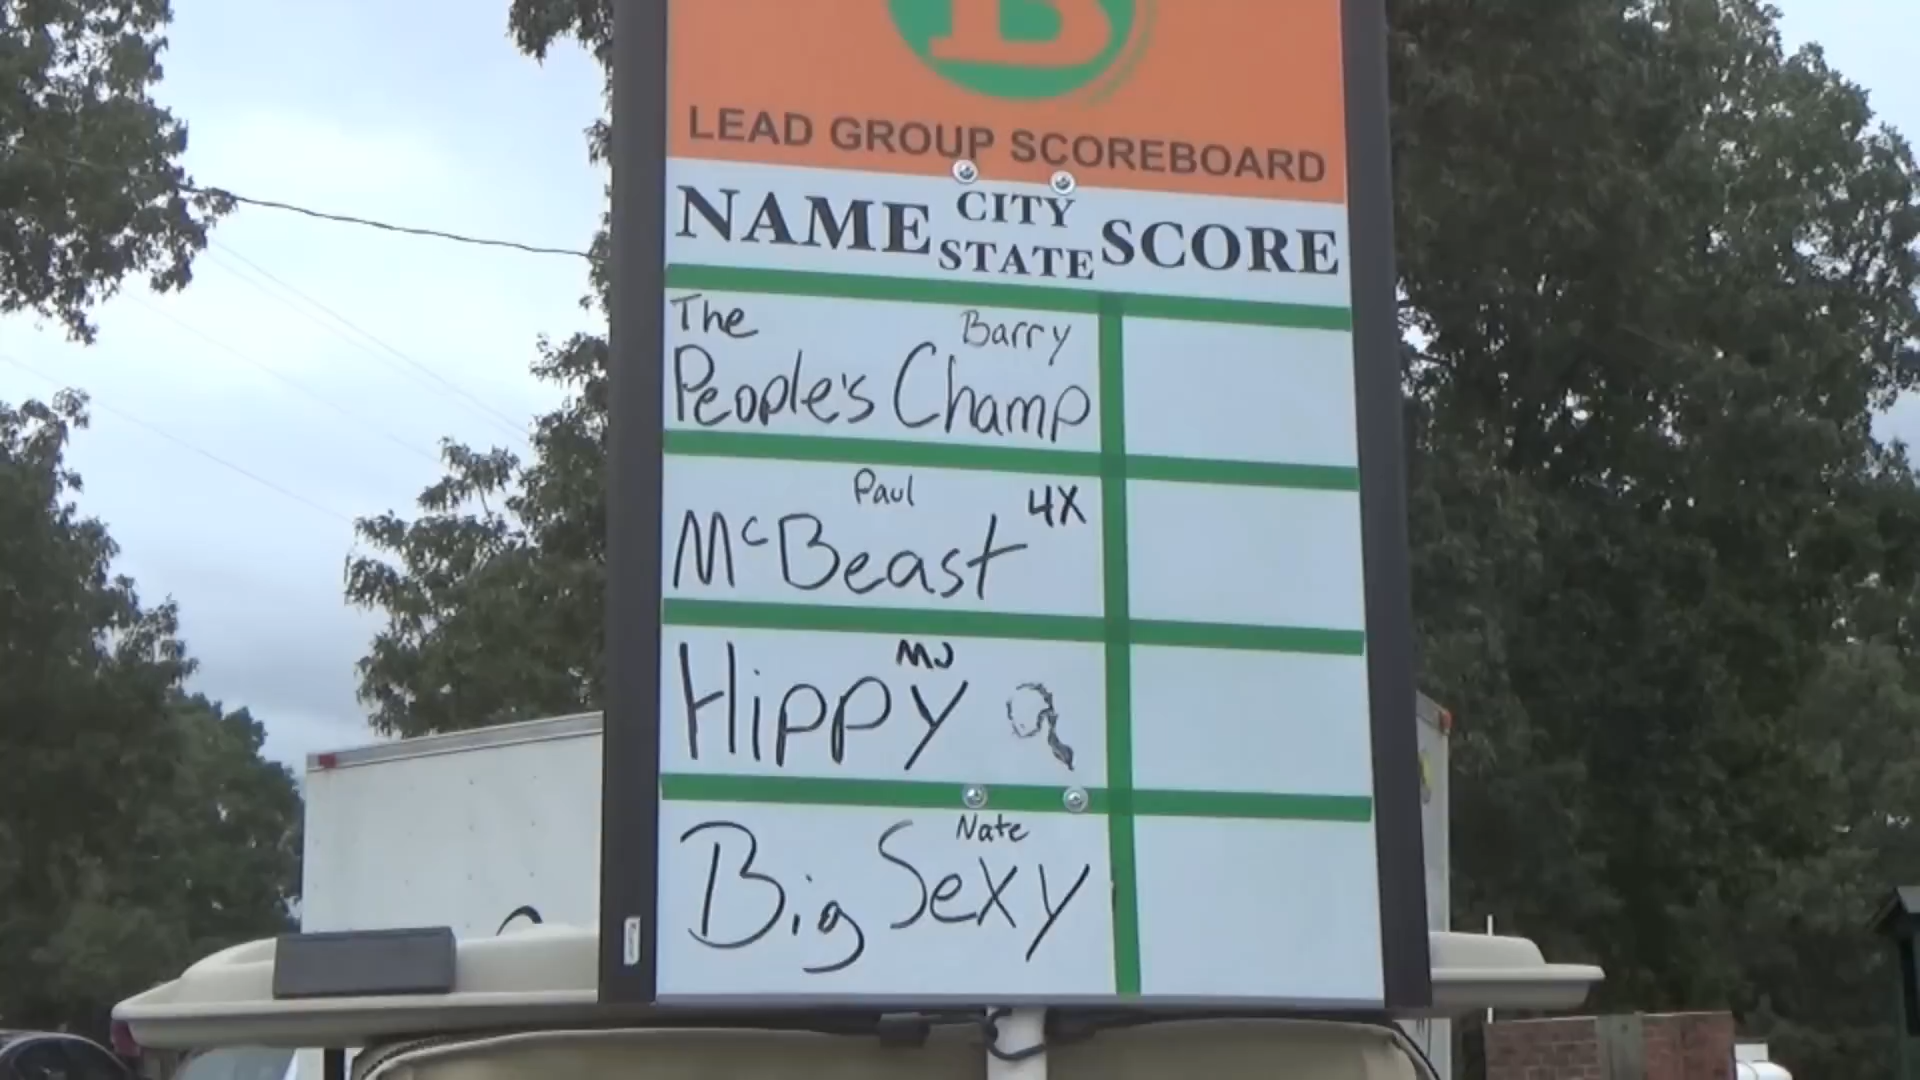 B
LEAD GROUP SCOREBOARD
NAME CITY STATE SCORE
The Barry
People's Champ
Paul 4X
McBeast
MJ
Hippy
Nate
Big Sexy